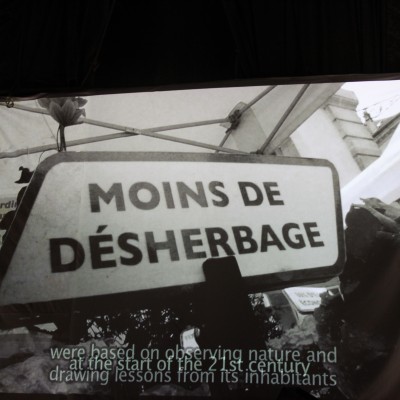 MOINS DE
DÉSHERBAGE
were based on observing nature and
at the start of the 21st century
drawing lessons from its inhabitants